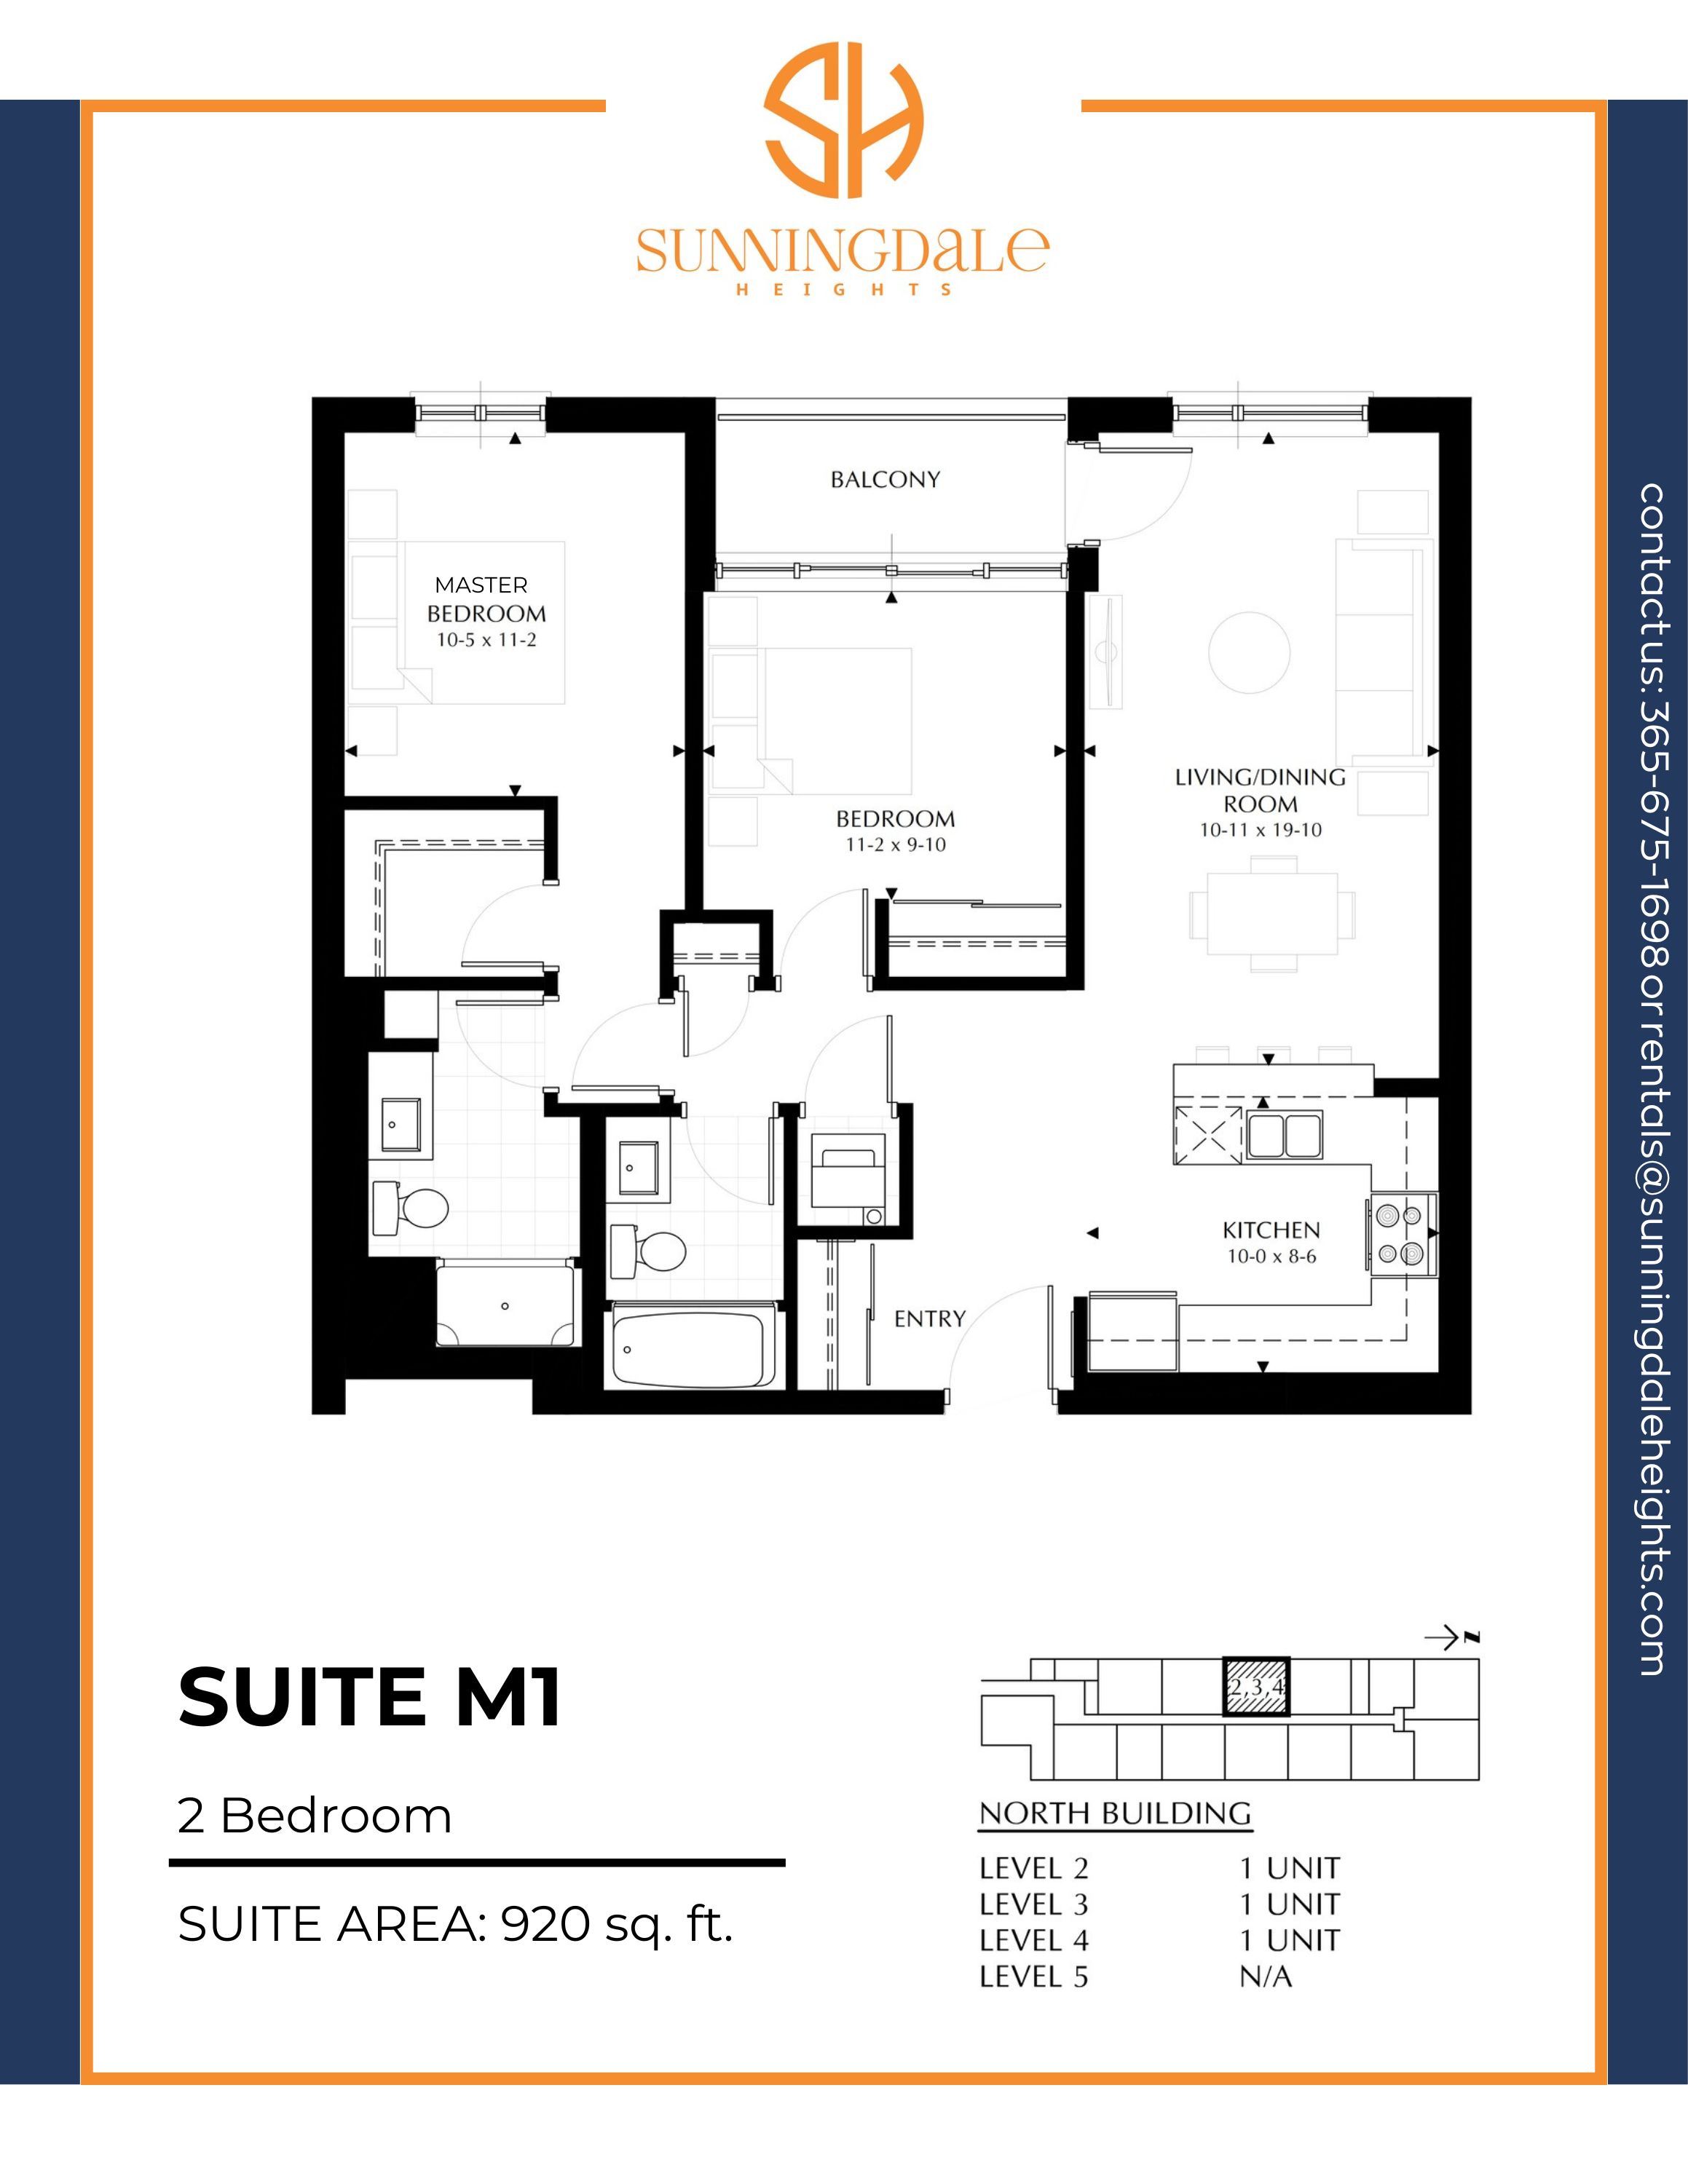 SUNNINGDALE
HEIGHTS
BALCONY
MASTER
BEDROOM
10-5 x 11-2
BEDROOM
11-2 x 9-10
LIVING/DINING
ROOM
10-11 x 19-10
KITCHEN
10-0 x 8-6
ENTRY
contact us: 365-675-1698 or rentals@sunningdaleheights.com
SUITE M1
2 Bedroom
SUITE AREA: 920 sq. ft.
N
2,3,4
NORTH BUILDING
LEVEL 2 1 UNIT
LEVEL 3 1 UNIT
LEVEL 4 1 UNIT
LEVEL 5 N/A